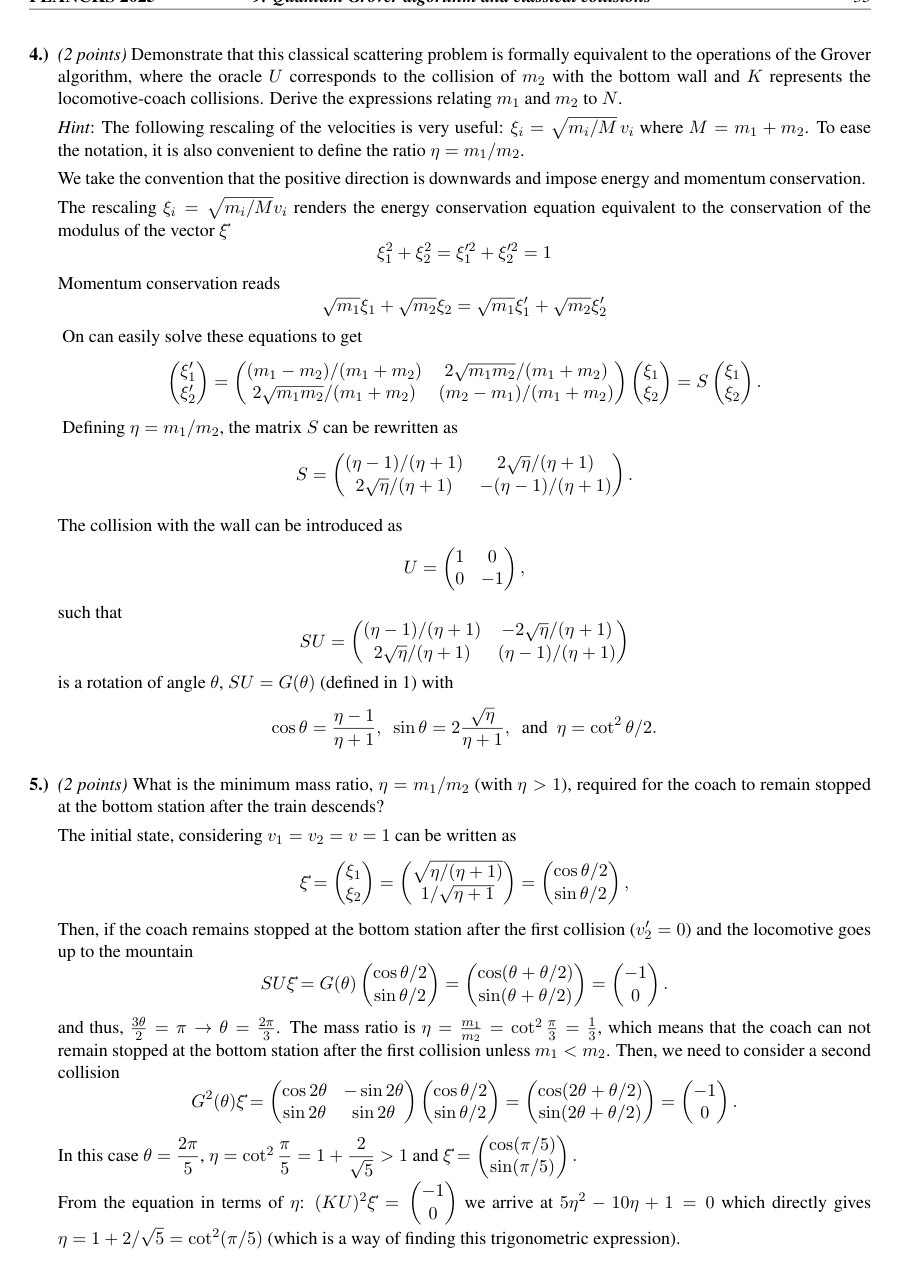 PLANCKS 2025 9. Quantum Grover algorithm and classical collisions 35
4.) (2 points) Demonstrate that this classical scattering problem is formally equivalent to the operations of the Grover
algorithm, where the oracle U corresponds to the collision of m₂ with the bottom wall and K represents the
locomotive-coach collisions. Derive the expressions relating m₁ and m₂ to N.
Hint: The following rescaling of the velocities is very useful: ξᵢ = √(mᵢ/M) vᵢ where M = m₁ + m₂. To ease
the notation, it is also convenient to define the ratio η = m₁/m₂.
We take the convention that the positive direction is downwards and impose energy and momentum conservation.
The rescaling ξᵢ = √(mᵢ/M)vᵢ renders the energy conservation equation equivalent to the conservation of the
modulus of the vector ξ⃗
ξ₁² + ξ₂² = ξ₁′² + ξ₂′² = 1
Momentum conservation reads
√m₁ξ₁ + √m₂ξ₂ = √m₁ξ₁′ + √m₂ξ₂′
On can easily solve these equations to get
(ξ₁′ ; ξ₂′) = ((m₁ − m₂)/(m₁ + m₂) 2√m₁m₂/(m₁ + m₂) ; 2√m₁m₂/(m₁ + m₂) (m₂ − m₁)/(m₁ + m₂)) (ξ₁ ; ξ₂) = S (ξ₁ ; ξ₂) .
Defining η = m₁/m₂, the matrix S can be rewritten as
S = ((η − 1)/(η + 1) 2√η/(η + 1) ; 2√η/(η + 1) −(η − 1)/(η + 1)) .
The collision with the wall can be introduced as
U = (1 0 ; 0 −1) ,
such that
SU = ((η − 1)/(η + 1) −2√η/(η + 1) ; 2√η/(η + 1) (η − 1)/(η + 1))
is a rotation of angle θ, SU = G(θ) (defined in 1) with
cos θ = (η − 1)/(η + 1), sin θ = 2 √η/(η + 1), and η = cot² θ/2.
5.) (2 points) What is the minimum mass ratio, η = m₁/m₂ (with η > 1), required for the coach to remain stopped
at the bottom station after the train descends?
The initial state, considering v₁ = v₂ = v = 1 can be written as
ξ⃗ = (ξ₁ ; ξ₂) = (√(η/(η + 1)) ; 1/√(η + 1)) = (cos θ/2 ; sin θ/2) ,
Then, if the coach remains stopped at the bottom station after the first collision (v₂′ = 0) and the locomotive goes
up to the mountain
SUξ⃗ = G(θ) (cos θ/2 ; sin θ/2) = (cos(θ + θ/2) ; sin(θ + θ/2)) = (−1 ; 0) .
and thus, 3θ/2 = π → θ = 2π/3. The mass ratio is η = m₁/m₂ = cot² π/3 = 1/3, which means that the coach can not
remain stopped at the bottom station after the first collision unless m₁ < m₂. Then, we need to consider a second
collision
G²(θ)ξ⃗ = (cos 2θ − sin 2θ ; sin 2θ sin 2θ) (cos θ/2 ; sin θ/2) = (cos(2θ + θ/2) ; sin(2θ + θ/2)) = (−1 ; 0) .
In this case θ = 2π/5, η = cot² π/5 = 1 + 2/√5 > 1 and ξ⃗ = (cos(π/5) ; sin(π/5)) .
From the equation in terms of η: (KU)²ξ⃗ = (−1 ; 0) we arrive at 5η² − 10η + 1 = 0 which directly gives
η = 1 + 2/√5 = cot²(π/5) (which is a way of finding this trigonometric expression).